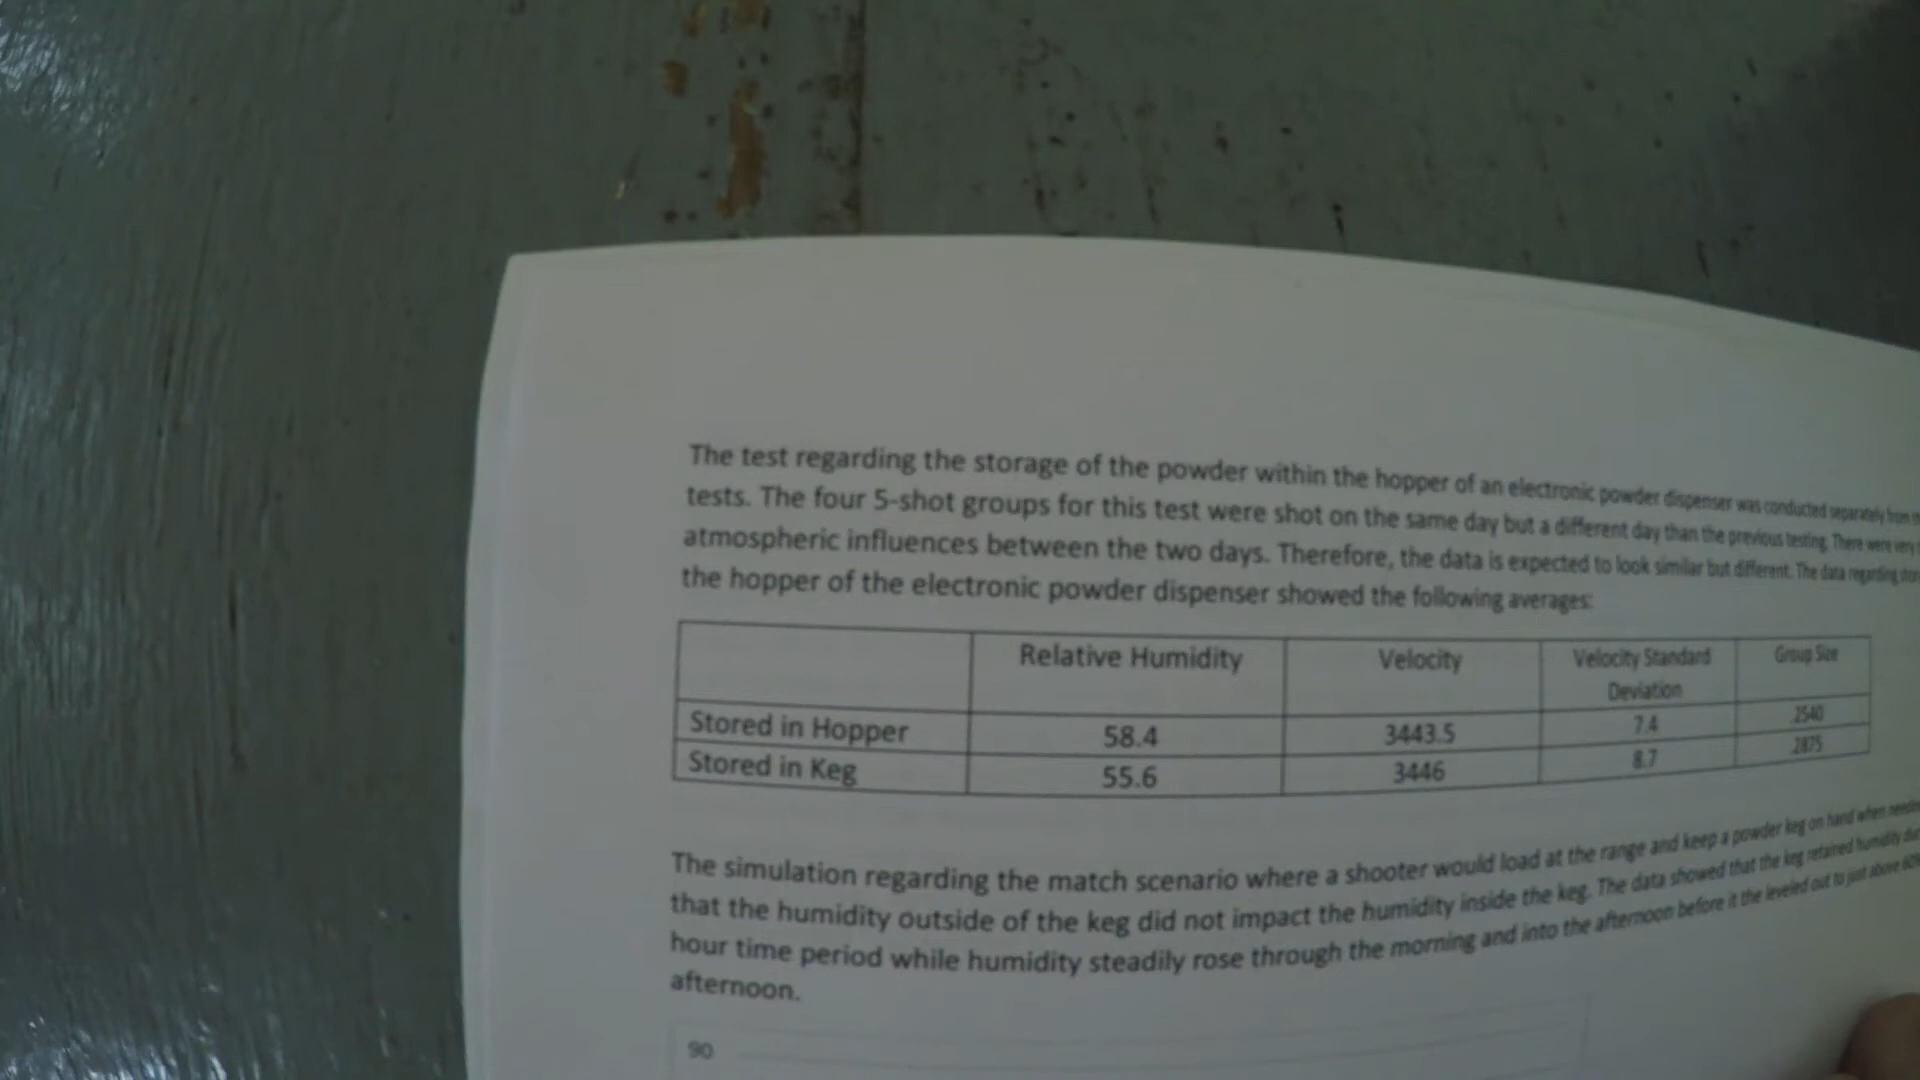 The test regarding the storage of the powder within the hopper of an electronic powder dispenser was conducted separately from
tests. The four 5-shot groups for this test were shot on the same day but a different day than the previous testing. There were very
atmospheric influences between the two days. Therefore, the data is expected to look similar but different. The data regarding
the hopper of the electronic powder dispenser showed the following averages:
Relative Humidity Velocity Velocity Standard Deviation Group Size
Stored in Hopper 58.4 3443.5 7.4 .2540
Stored in Keg 55.6 3446 8.7 .2875
The simulation regarding the match scenario where a shooter would load at the range and keep a powder keg on hand when
that the humidity outside of the keg did not impact the humidity inside the keg. The data showed that the keg retained humidity
hour time period while humidity steadily rose through the morning and into the afternoon before it the leveled out to just above
afternoon.
90